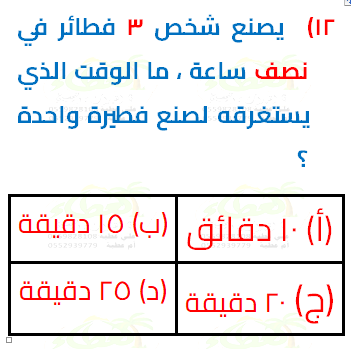 ١٢) يصنع شخص ٣ فطائر في
نصف ساعة ، ما الوقت الذي
يستغرقه لصنع فطيرة واحدة
؟
(أ) ١٠ دقائق
(ب) ١٥ دقيقة
(ج) ٢٠ دقيقة
(د) ٢٥ دقيقة